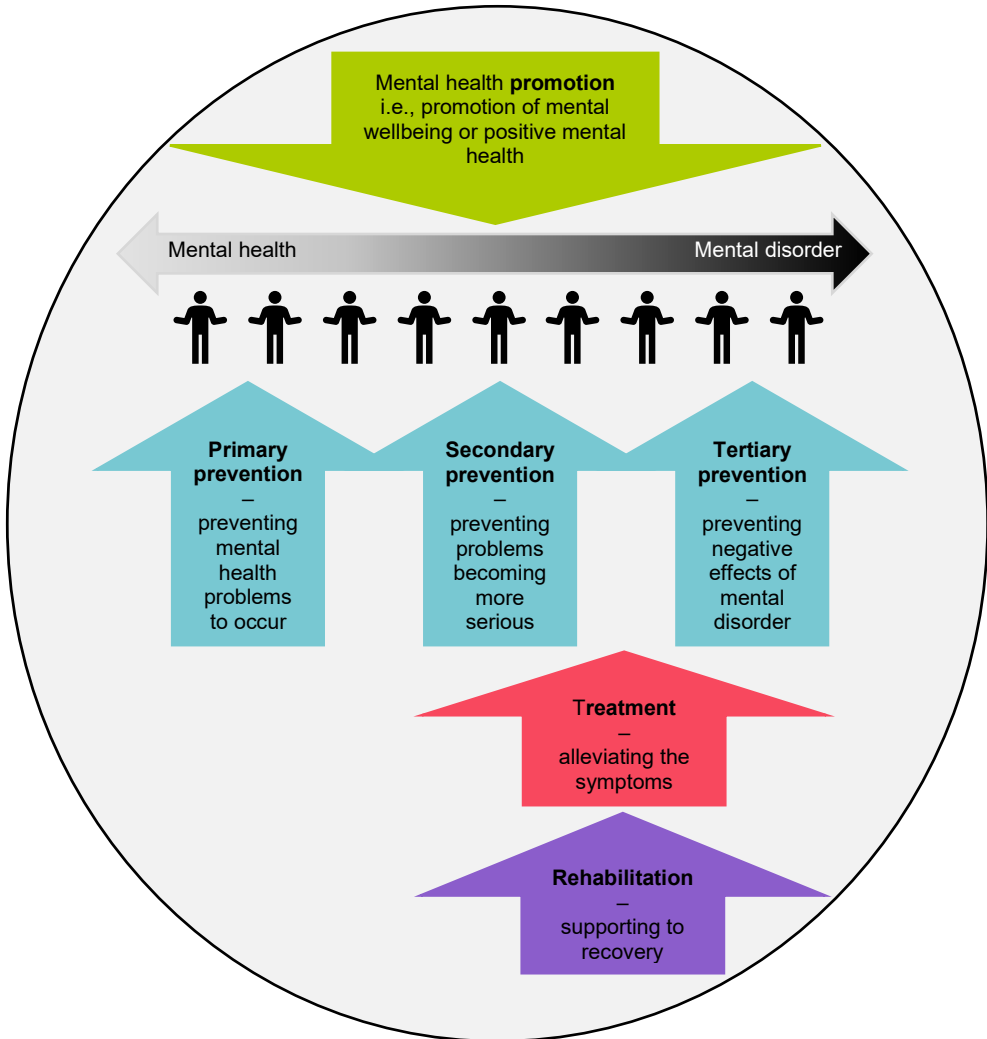 Mental health promotion
i.e., promotion of mental
wellbeing or positive mental
health
Mental health
Mental disorder
Primary
prevention
–
preventing
mental
health
problems
to occur
Secondary
prevention
–
preventing
problems
becoming
more
serious
Tertiary
prevention
–
preventing
negative
effects of
mental
disorder
Treatment
–
alleviating the
symptoms
Rehabilitation
–
supporting to
recovery